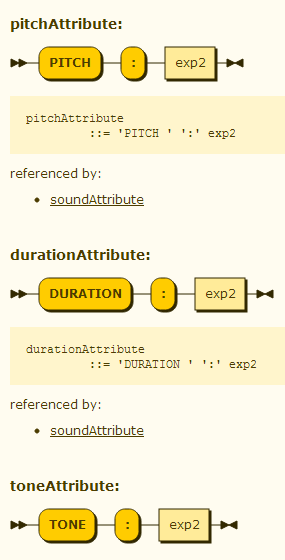 pitchAttribute:
PITCH : exp2
pitchAttribute
::= 'PITCH ' ':' exp2
referenced by:
• soundAttribute
durationAttribute:
DURATION : exp2
durationAttribute
::= 'DURATION ' ':' exp2
referenced by:
• soundAttribute
toneAttribute:
TONE : exp2